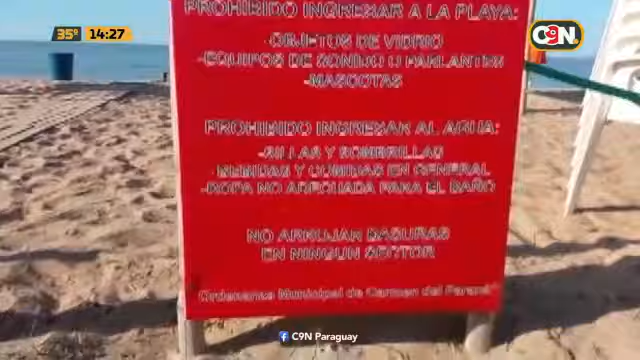 PROHIBIDO INGRESAR A LA PLAYA:
35° 14:27
C9N
-OBJETOS DE VIDRIO
-EQUIPOS DE SONIDO O PARLANTES
-MASCOTAS
PROHIBIDO INGRESAR AL AGUA:
-SILLAS Y SOMBRILLAS
-BEBIDAS Y COMIDAS EN GENERAL
-ROPA NO ADECUADA PARA EL BAÑO
NO ARROJAR BASURAS
EN NINGUN SECTOR
Ordenanza Municipal de Carmen del Paraná
C9N Paraguay